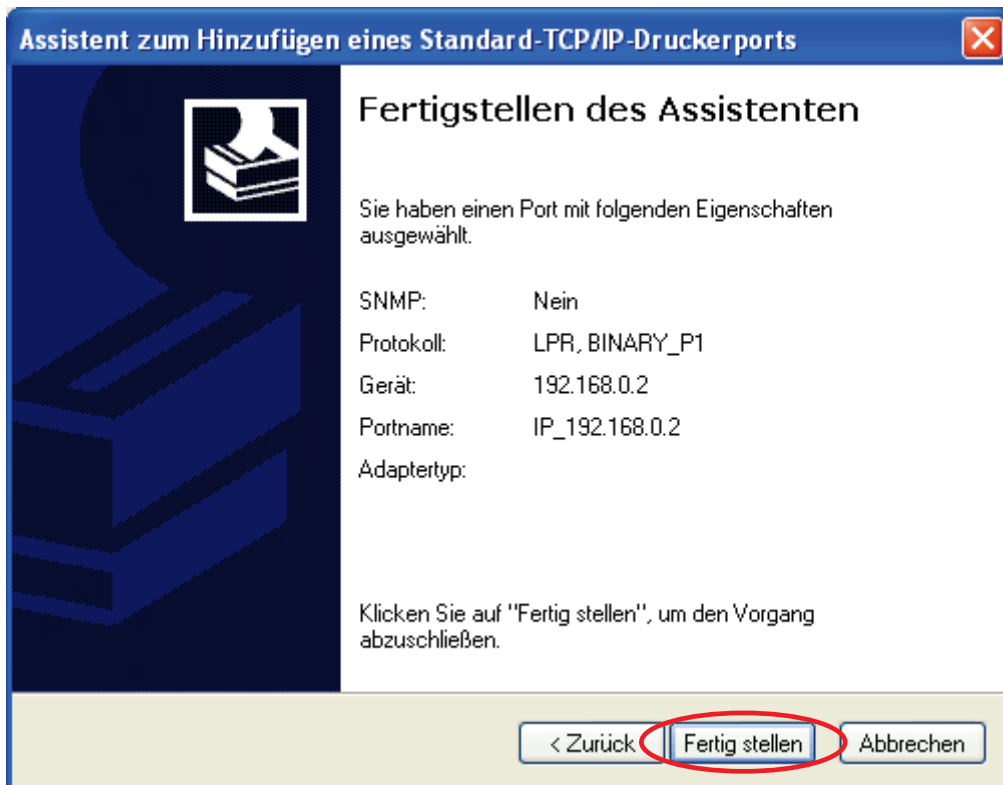 Assistent zum Hinzufügen eines Standard-TCP/IP-Druckerports
Fertigstellen des Assistenten
Sie haben einen Port mit folgenden Eigenschaften
ausgewählt.
SNMP: Nein
Protokoll: LPR, BINARY_P1
Gerät: 192.168.0.2
Portname: IP_192.168.0.2
Adaptertyp:
Klicken Sie auf "Fertig stellen", um den Vorgang
abzuschließen.
< Zurück Fertig stellen Abbrechen